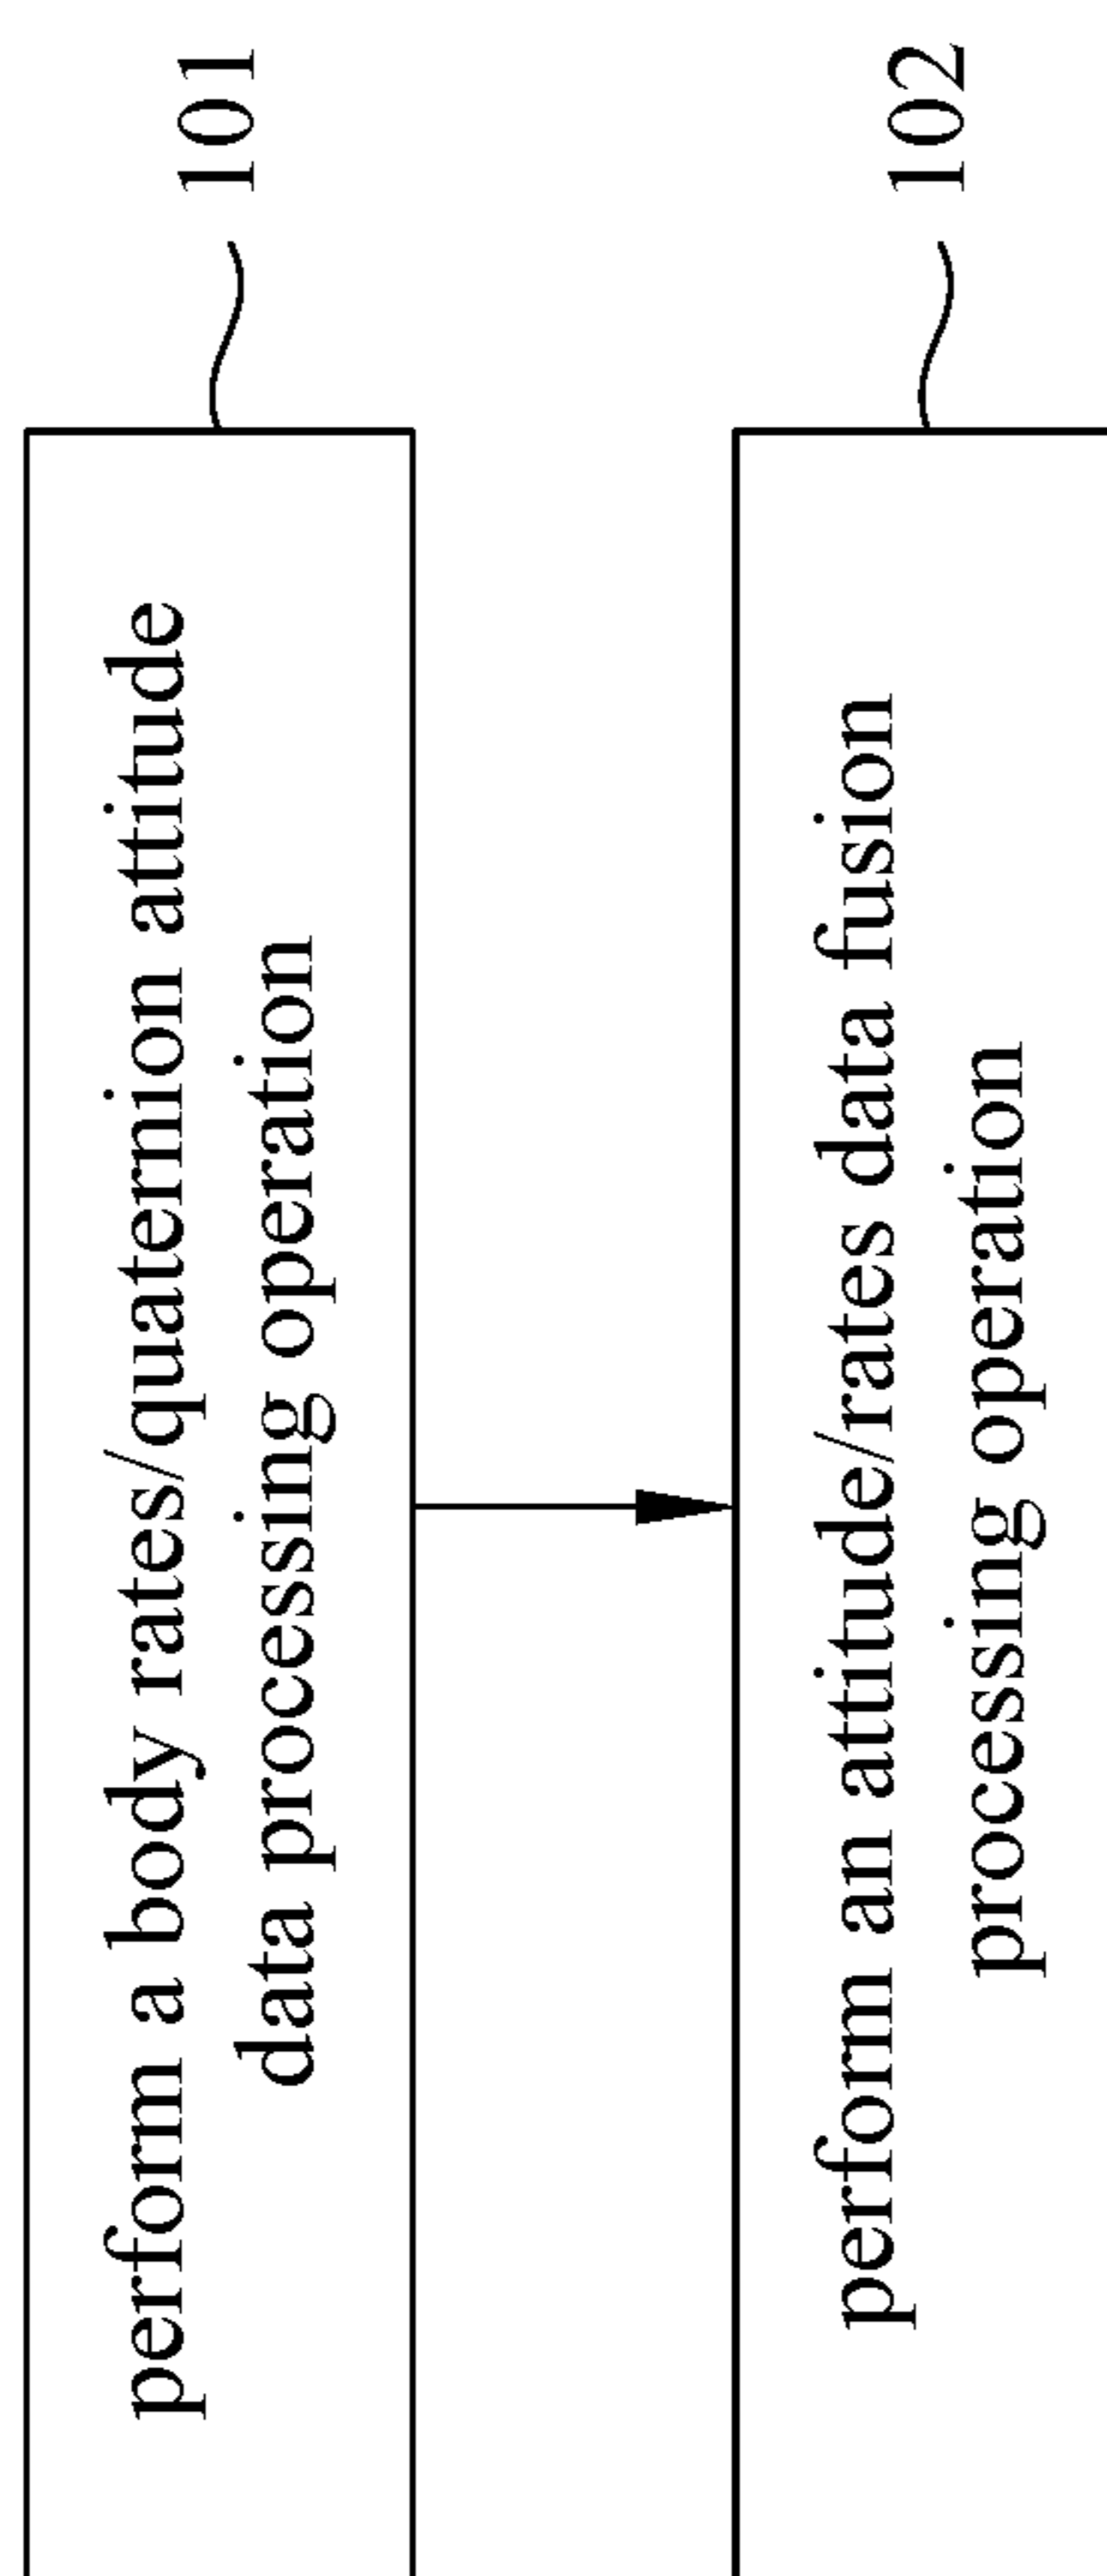 perform a body rates/quaternion attitude
data processing operation
101
perform an attitude/rates data fusion
processing operation
102